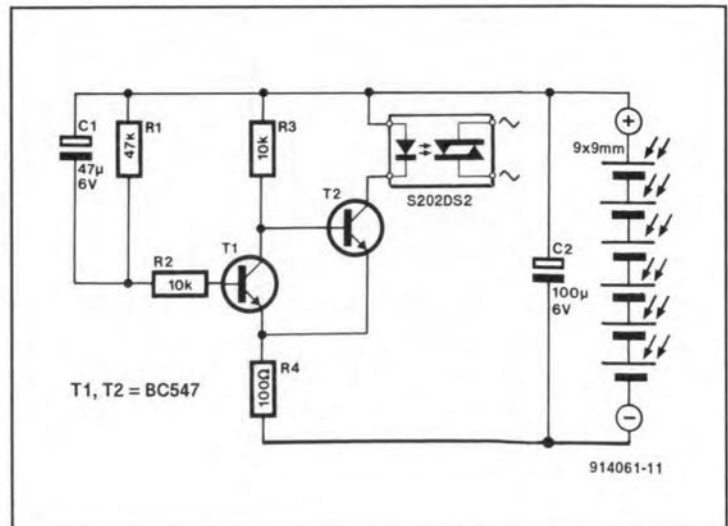 C1
47μ
6V
R1
47k
R3
10k
S202DS2
T2
T1
R2
10k
R4
100Ω
C2
100μ
6V
9x9mm
+
−
T1, T2 = BC547
914061-11